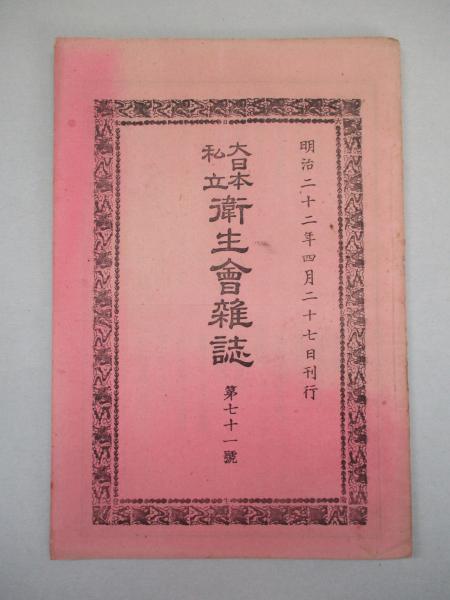 明治二十二年四月二十七日刊行
大日本私立衛生會雜誌
第七十一號